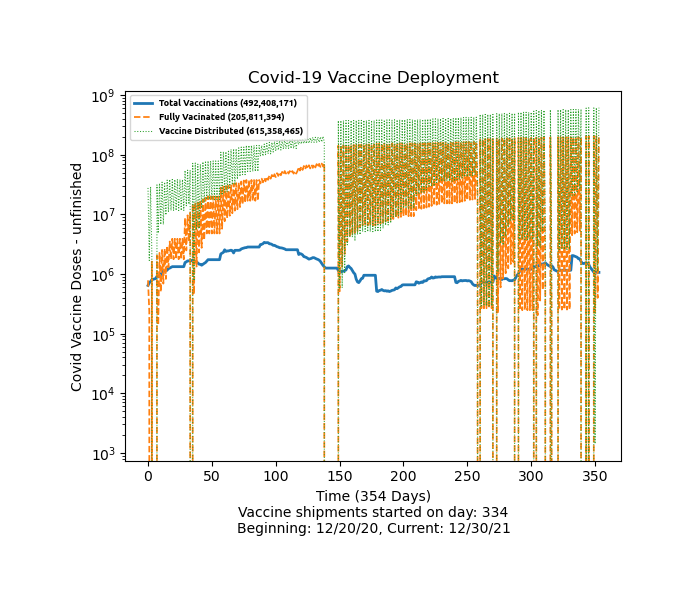 Covid-19 Vaccine Deployment
Total Vaccinations (492,408,171)
Fully Vacinated (205,811,394)
Vaccine Distributed (615,358,465)
Covid Vaccine Doses - unfinished
10⁹
10⁸
10⁷
10⁶
10⁵
10⁴
10³
0 50 100 150 200 250 300 350
Time (354 Days)
Vaccine shipments started on day: 334
Beginning: 12/20/20, Current: 12/30/21